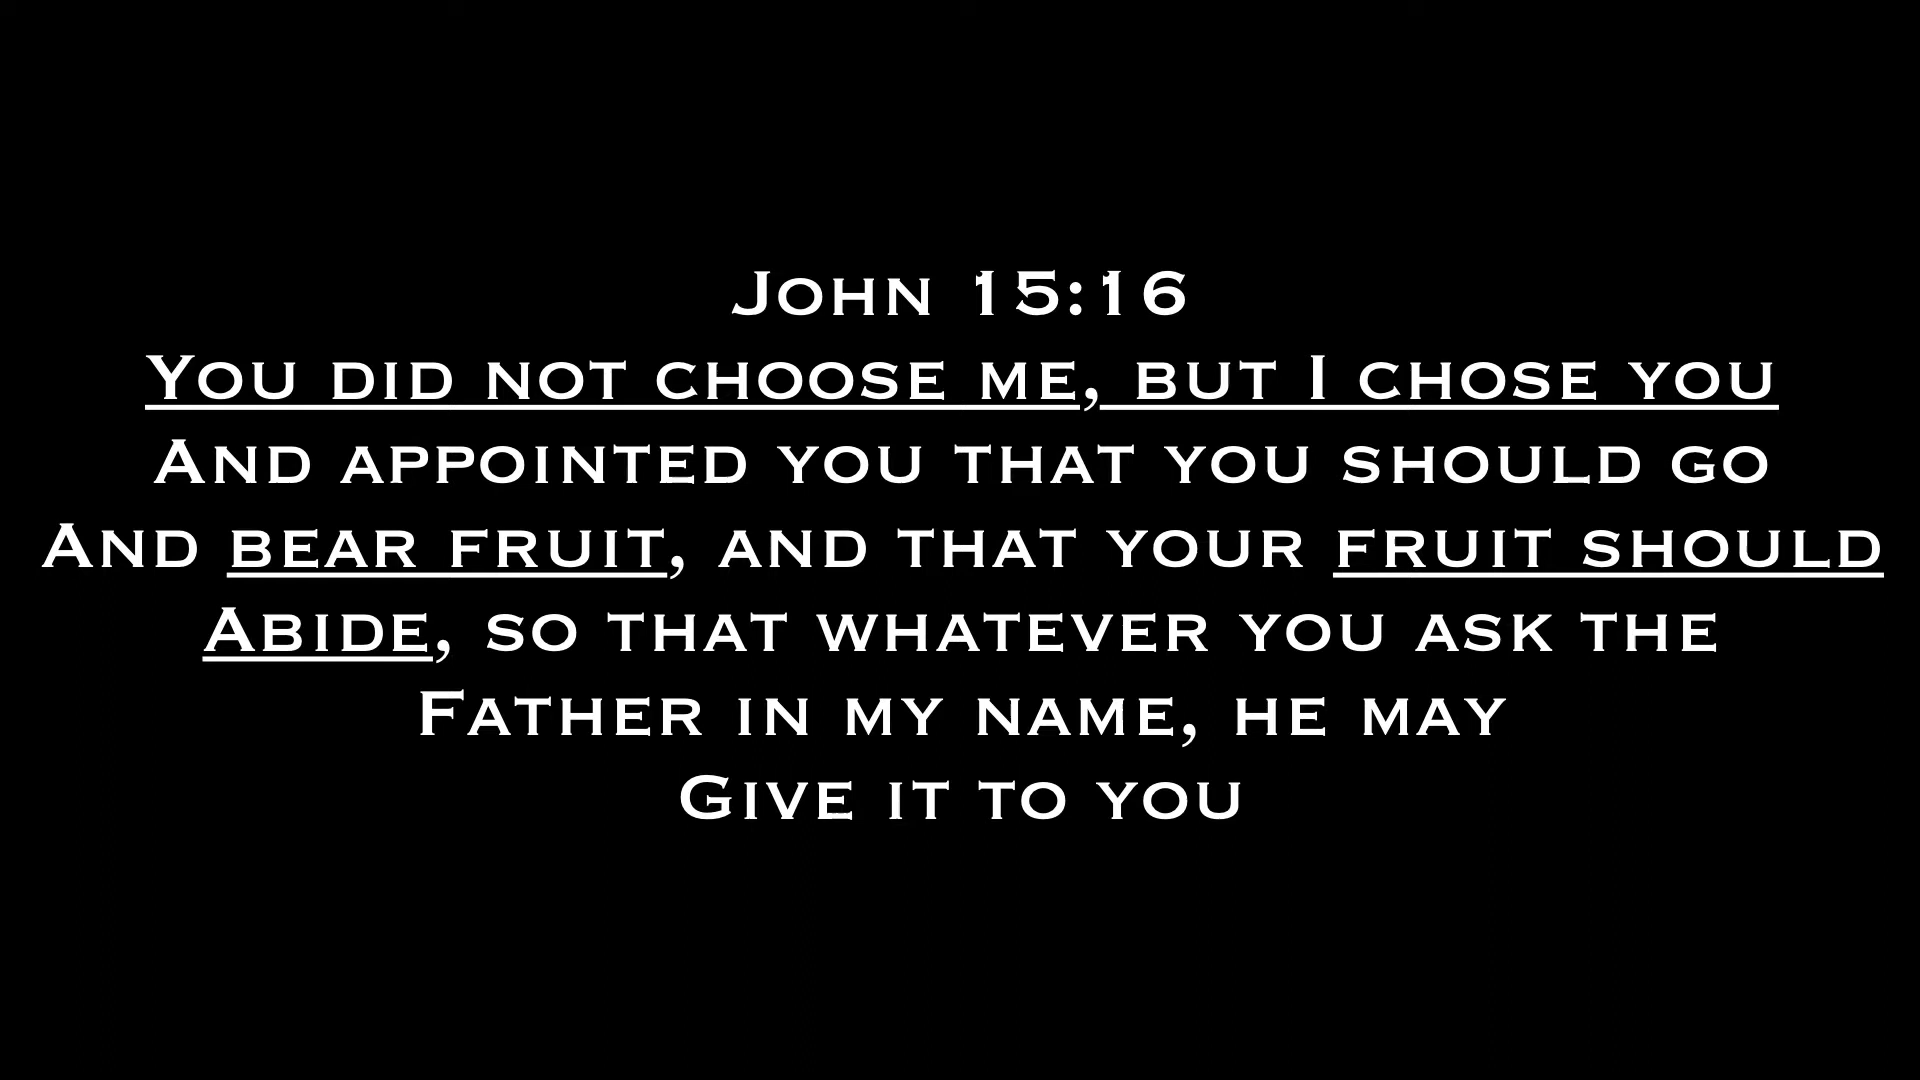 John 15:16
You did not choose me, but I chose you
And appointed you that you should go
And bear fruit, and that your fruit should
Abide, so that whatever you ask the
Father in my name, he may
Give it to you